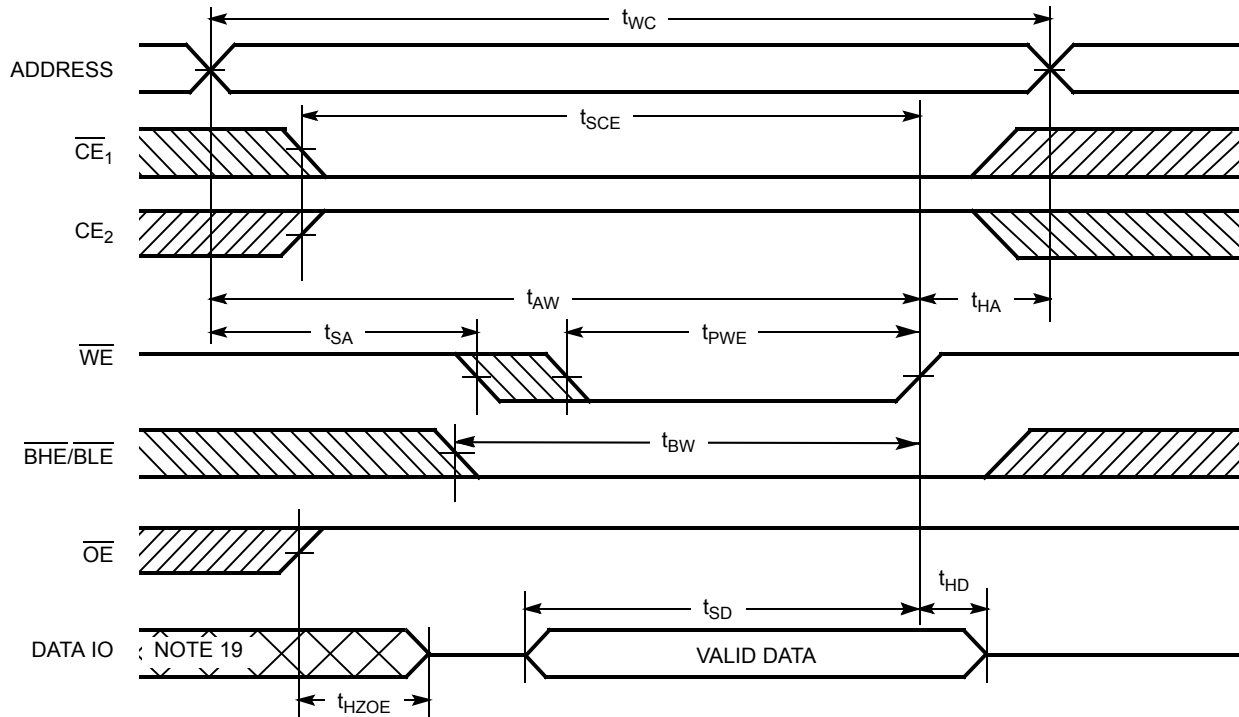 tWC
ADDRESS
tSCE
CE1
CE2
tAW
tHA
tSA
tPWE
WE
tBW
BHE/BLE
OE
tHD
tSD
DATA IO
NOTE 19
VALID DATA
tHZOE